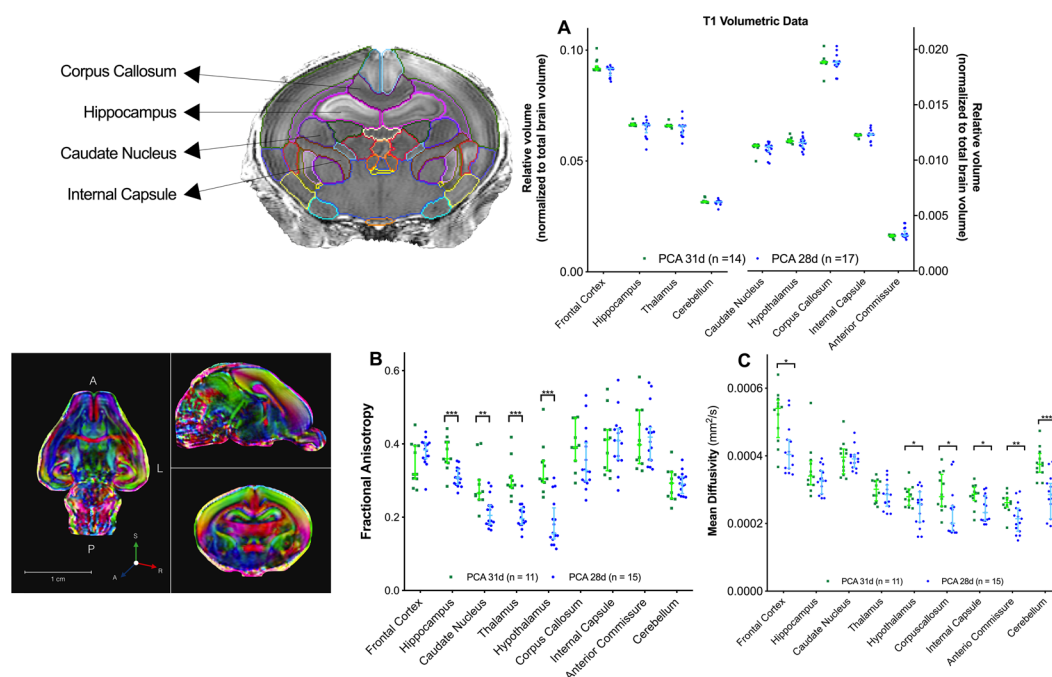 Corpus Callosum
Hippocampus
Caudate Nucleus
Internal Capsule
A
T1 Volumetric Data
Relative volume
(normalized to total brain volume)
0.10
0.05
0.00
0.020
0.015
0.010
0.005
0.000
Relative volume
(normalized to total brain volume)
PCA 31d (n =14)
PCA 28d (n =17)
Frontal Cortex
Hippocampus
Thalamus
Cerebellum
Caudate Nucleus
Hypothalamus
Corpus Callosum
Internal Capsule
Anterior Commissure
A
L
P
S
R
A
1 cm
B
Fractional Anisotropy
0.6
0.4
0.2
0.0
***
**
***
***
PCA 31d (n = 11)
PCA 28d (n = 15)
Frontal Cortex
Hippocampus
Caudate Nucleus
Thalamus
Hypothalamus
Corpus Callosum
Internal Capsule
Anterior Commissure
Cerebellum
C
Mean Diffusivity (mm²/s)
0.0006
0.0004
0.0002
0.0000
*
*
*
*
**
***
PCA 31d (n = 11)
PCA 28d (n = 15)
Frontal Cortex
Hippocampus
Caudate Nucleus
Thalamus
Hypothalamus
Corpuscallosum
Internal Capsule
Anterio Commissure
Cerebellum